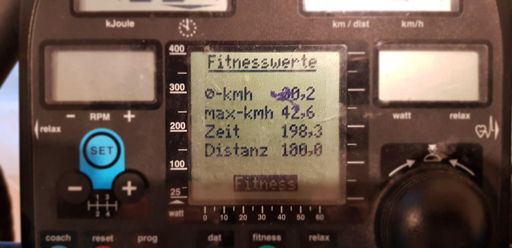 kJoule
km / dist km/h
400
300
200
100
25
watt
Fitnesswerte
ø-kmh
max-kmh 42,6
Zeit 198,3
Distanz 100,0
Fitness
0 10 20 30 40 50 60
− RPM +
relax
SET
− +
watt relax
coach reset prog dat fitness relax